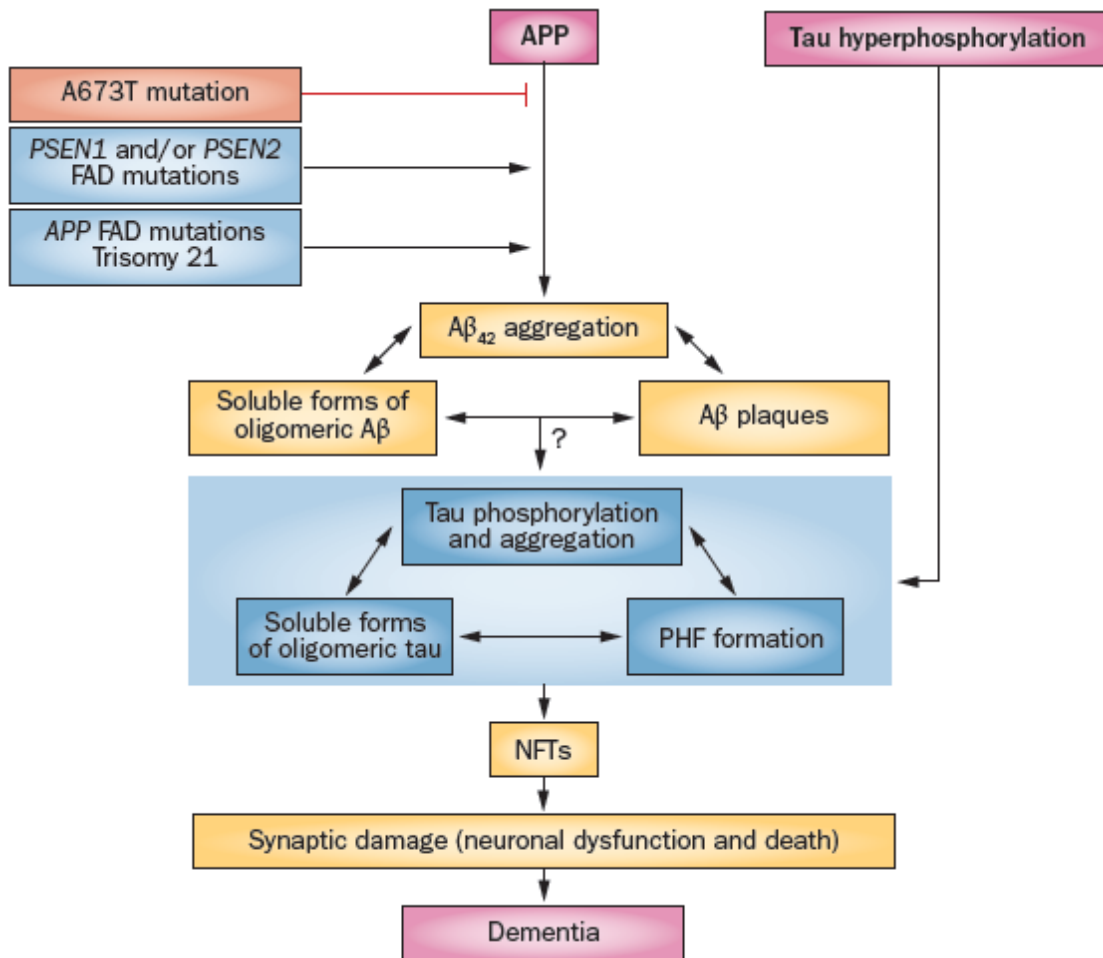 APP
Tau hyperphosphorylation
A673T mutation
PSEN1 and/or PSEN2
FAD mutations
APP FAD mutations
Trisomy 21
Aβ₄₂ aggregation
Soluble forms of
oligomeric Aβ
Aβ plaques
?
Tau phosphorylation
and aggregation
Soluble forms
of oligomeric tau
PHF formation
NFTs
Synaptic damage (neuronal dysfunction and death)
Dementia